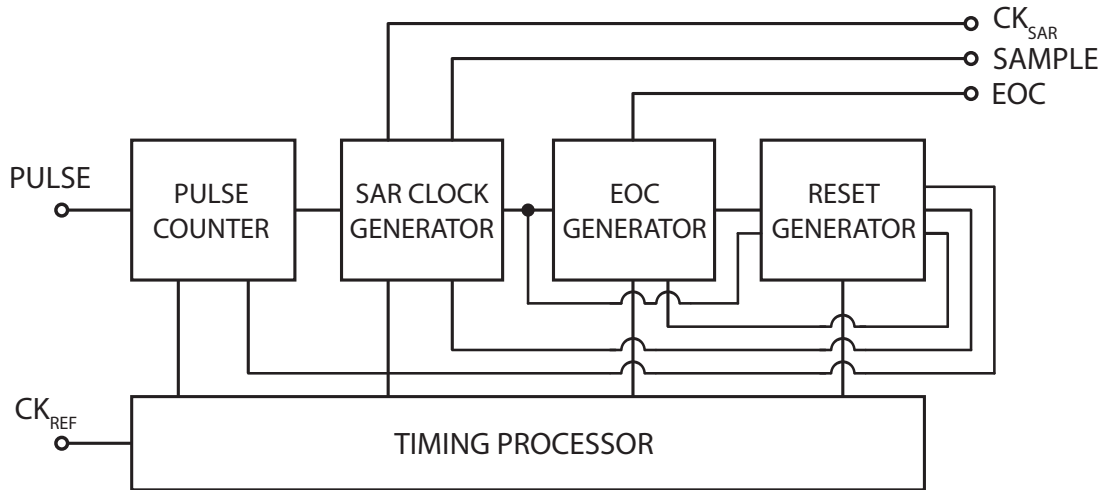 CK_SAR
SAMPLE
EOC
PULSE
PULSE
COUNTER
SAR CLOCK
GENERATOR
EOC
GENERATOR
RESET
GENERATOR
CK_REF
TIMING PROCESSOR